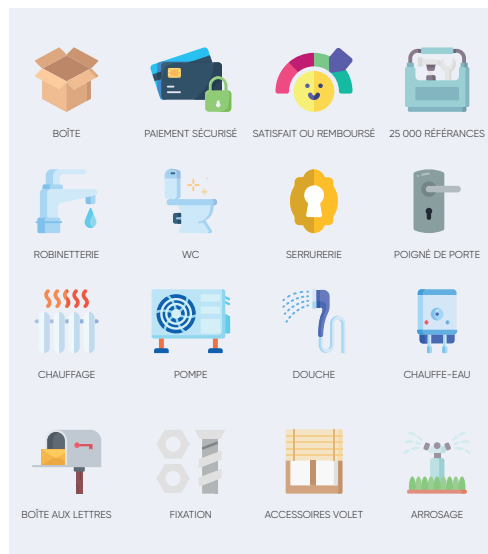 BOÎTE
PAIEMENT SÉCURISÉ
SATISFAIT OU REMBOURSÉ
25 000 RÉFÉRANCES
ROBINETTERIE
WC
SERRURERIE
POIGNÉ DE PORTE
CHAUFFAGE
POMPE
DOUCHE
CHAUFFE-EAU
BOÎTE AUX LETTRES
FIXATION
ACCESSOIRES VOLET
ARROSAGE